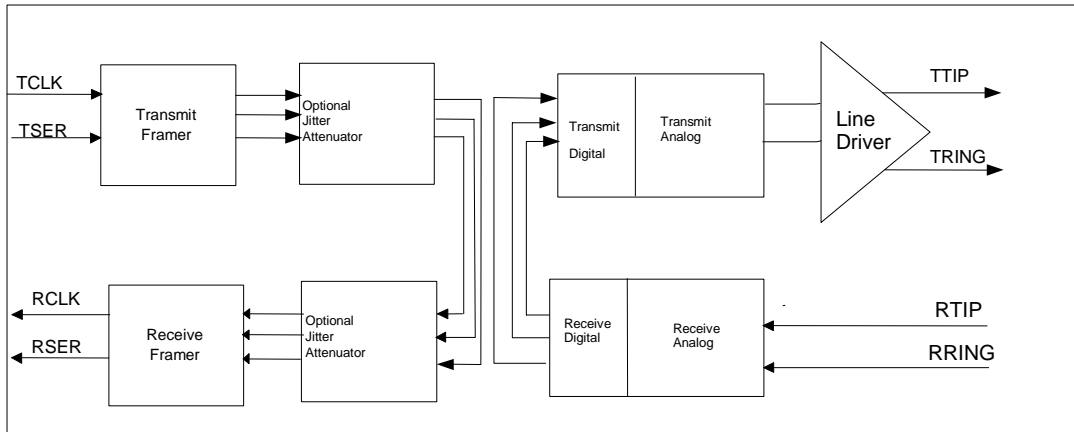 TCLK
TSER
Transmit
Framer
Optional
Jitter
Attenuator
Transmit
Digital
Transmit
Analog
Line
Driver
TTIP
TRING
RCLK
RSER
Receive
Framer
Optional
Jitter
Attenuator
Receive
Digital
Receive
Analog
RTIP
RRING